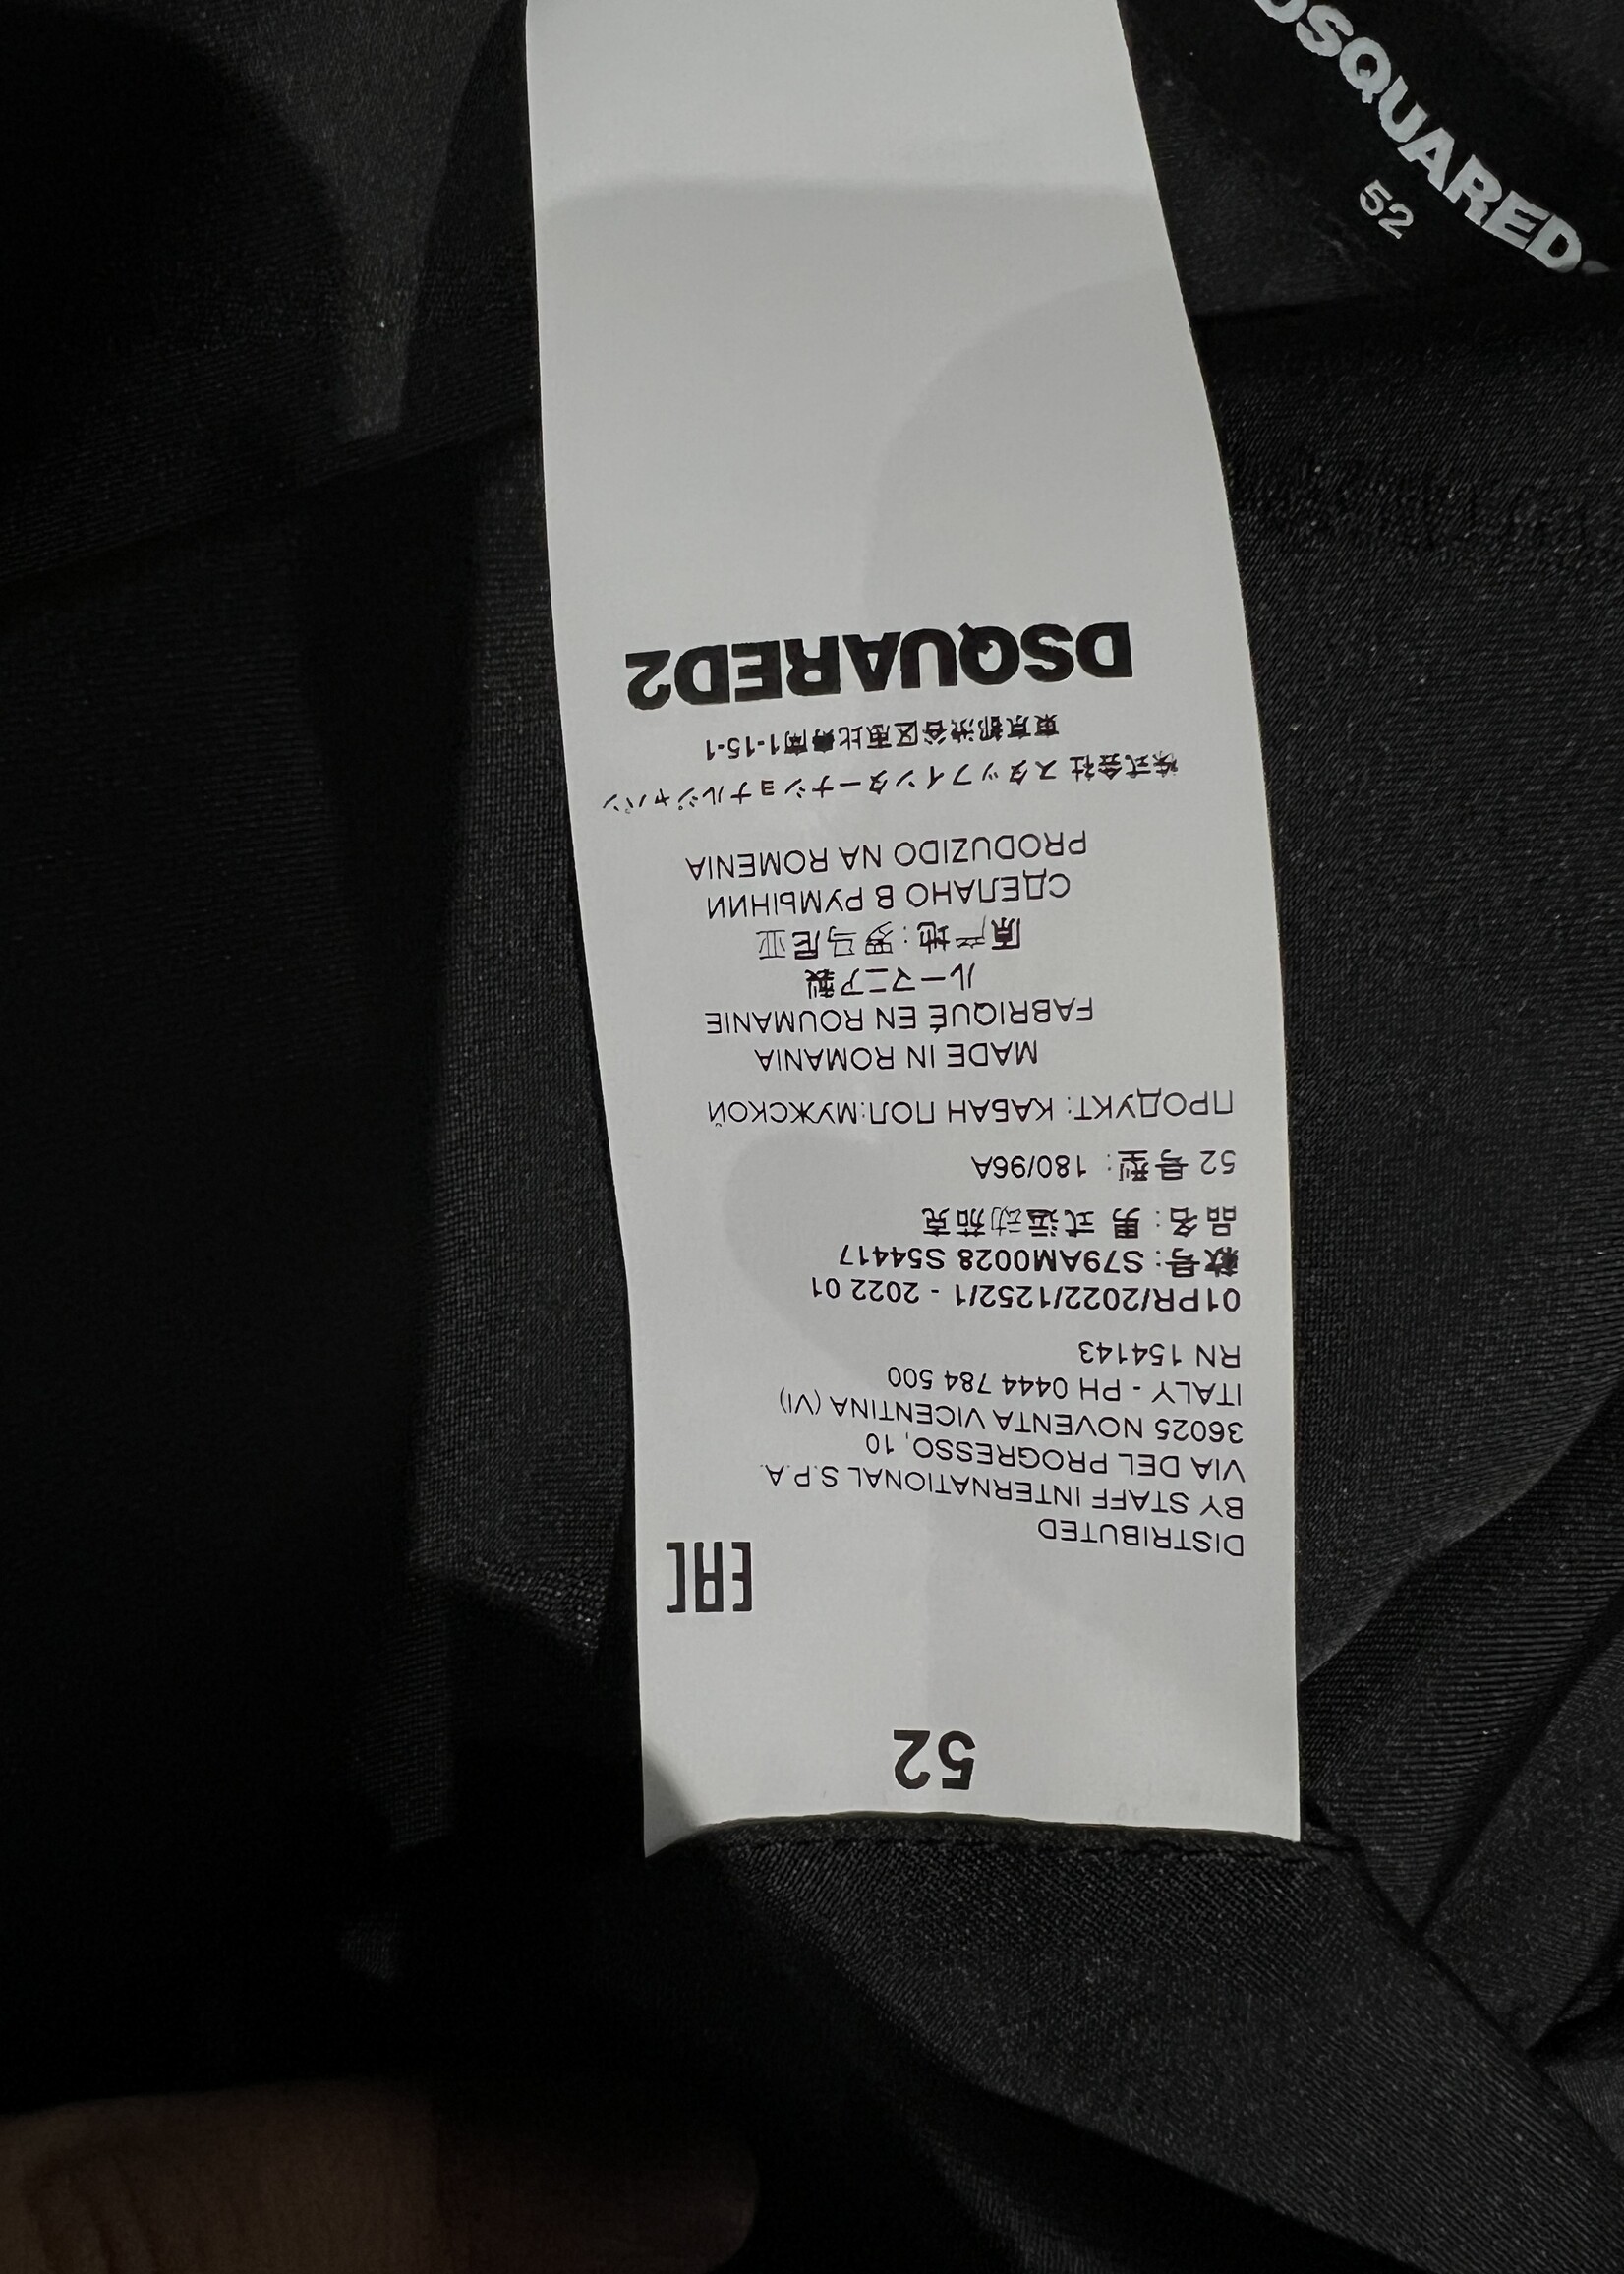 52
EAC
DISTRIBUTED
BY STAFF INTERNATIONAL S.P.A.
VIA DEL PROGRESSO, 10
36025 NOVENTA VICENTINA (VI)
ITALY - PH 0444 784 500
RN 154143
01PR/2022/1252/1 - 2022 01
款号: S79AM0028 S54417
品名: 男 式运动茄克
52 号型: 180/96A
ПРОДУКТ: КАБАН ПОЛ:МУЖСКОЙ
MADE IN ROMANIA
FABRIQUÉ EN ROUMANIE
ルーマニア製
原产地: 罗马尼亚
СДЕЛАНО В РУМЫНИИ
PRODUZIDO NA ROMENIA
株式会社 スタッフインターナショナルジャパン
東京都渋谷区恵比寿南1-15-1
DSQUARED2
DSQUARED
52